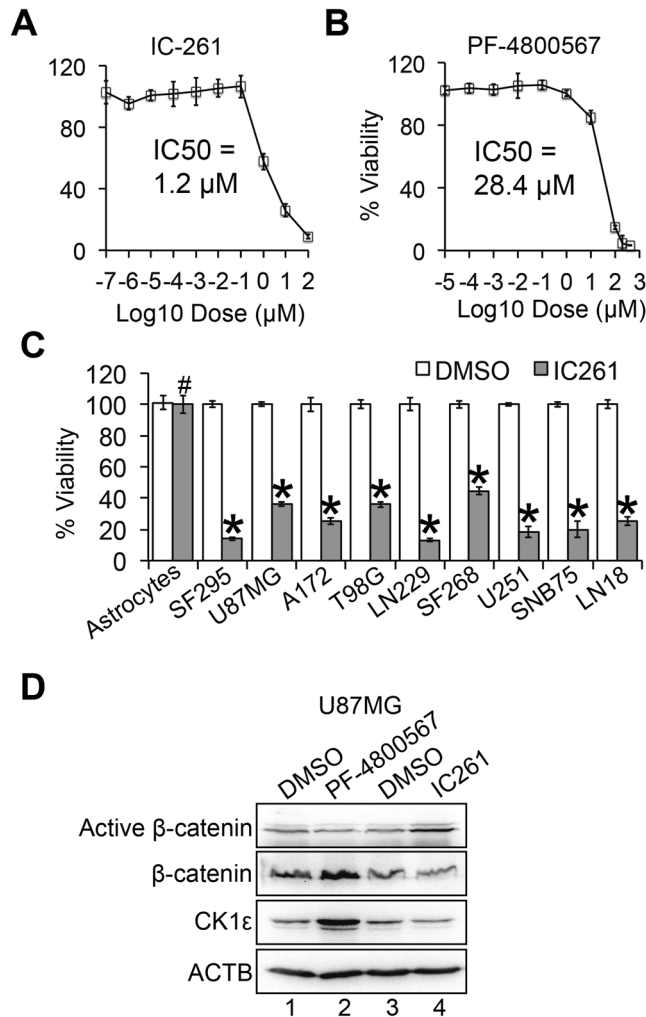 A
IC-261
120
80
40
0
IC50 =
1.2 µM
-7 -6 -5 -4 -3 -2 -1 0 1 2
Log10 Dose (µM)
B
PF-4800567
% Viability
120
80
40
0
IC50 =
28.4 µM
-5 -4 -3 -2 -1 0 1 2 3
Log10 Dose (µM)
C
% Viability
120
100
80
60
40
20
0
DMSO IC261
#
* * * * * * * * *
Astrocytes SF295 U87MG A172 T98G LN229 SF268 U251 SNB75 LN18
D
U87MG
DMSO PF-4800567 DMSO IC261
Active β-catenin
β-catenin
CK1ε
ACTB
1 2 3 4